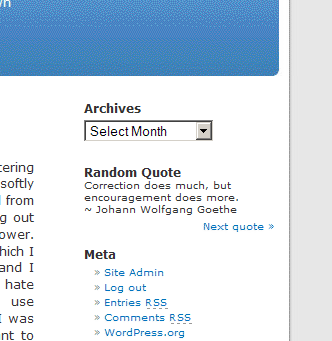 wn
Archives
Select Month
Random Quote
Correction does much, but
encouragement does more.
~ Johann Wolfgang Goethe
Next quote »
Meta
» Site Admin
» Log out
» Entries RSS
» Comments RSS
» WordPress.org
tering
softly
from
g out
ower.
hich I
and I
hate
use
I was
nt to